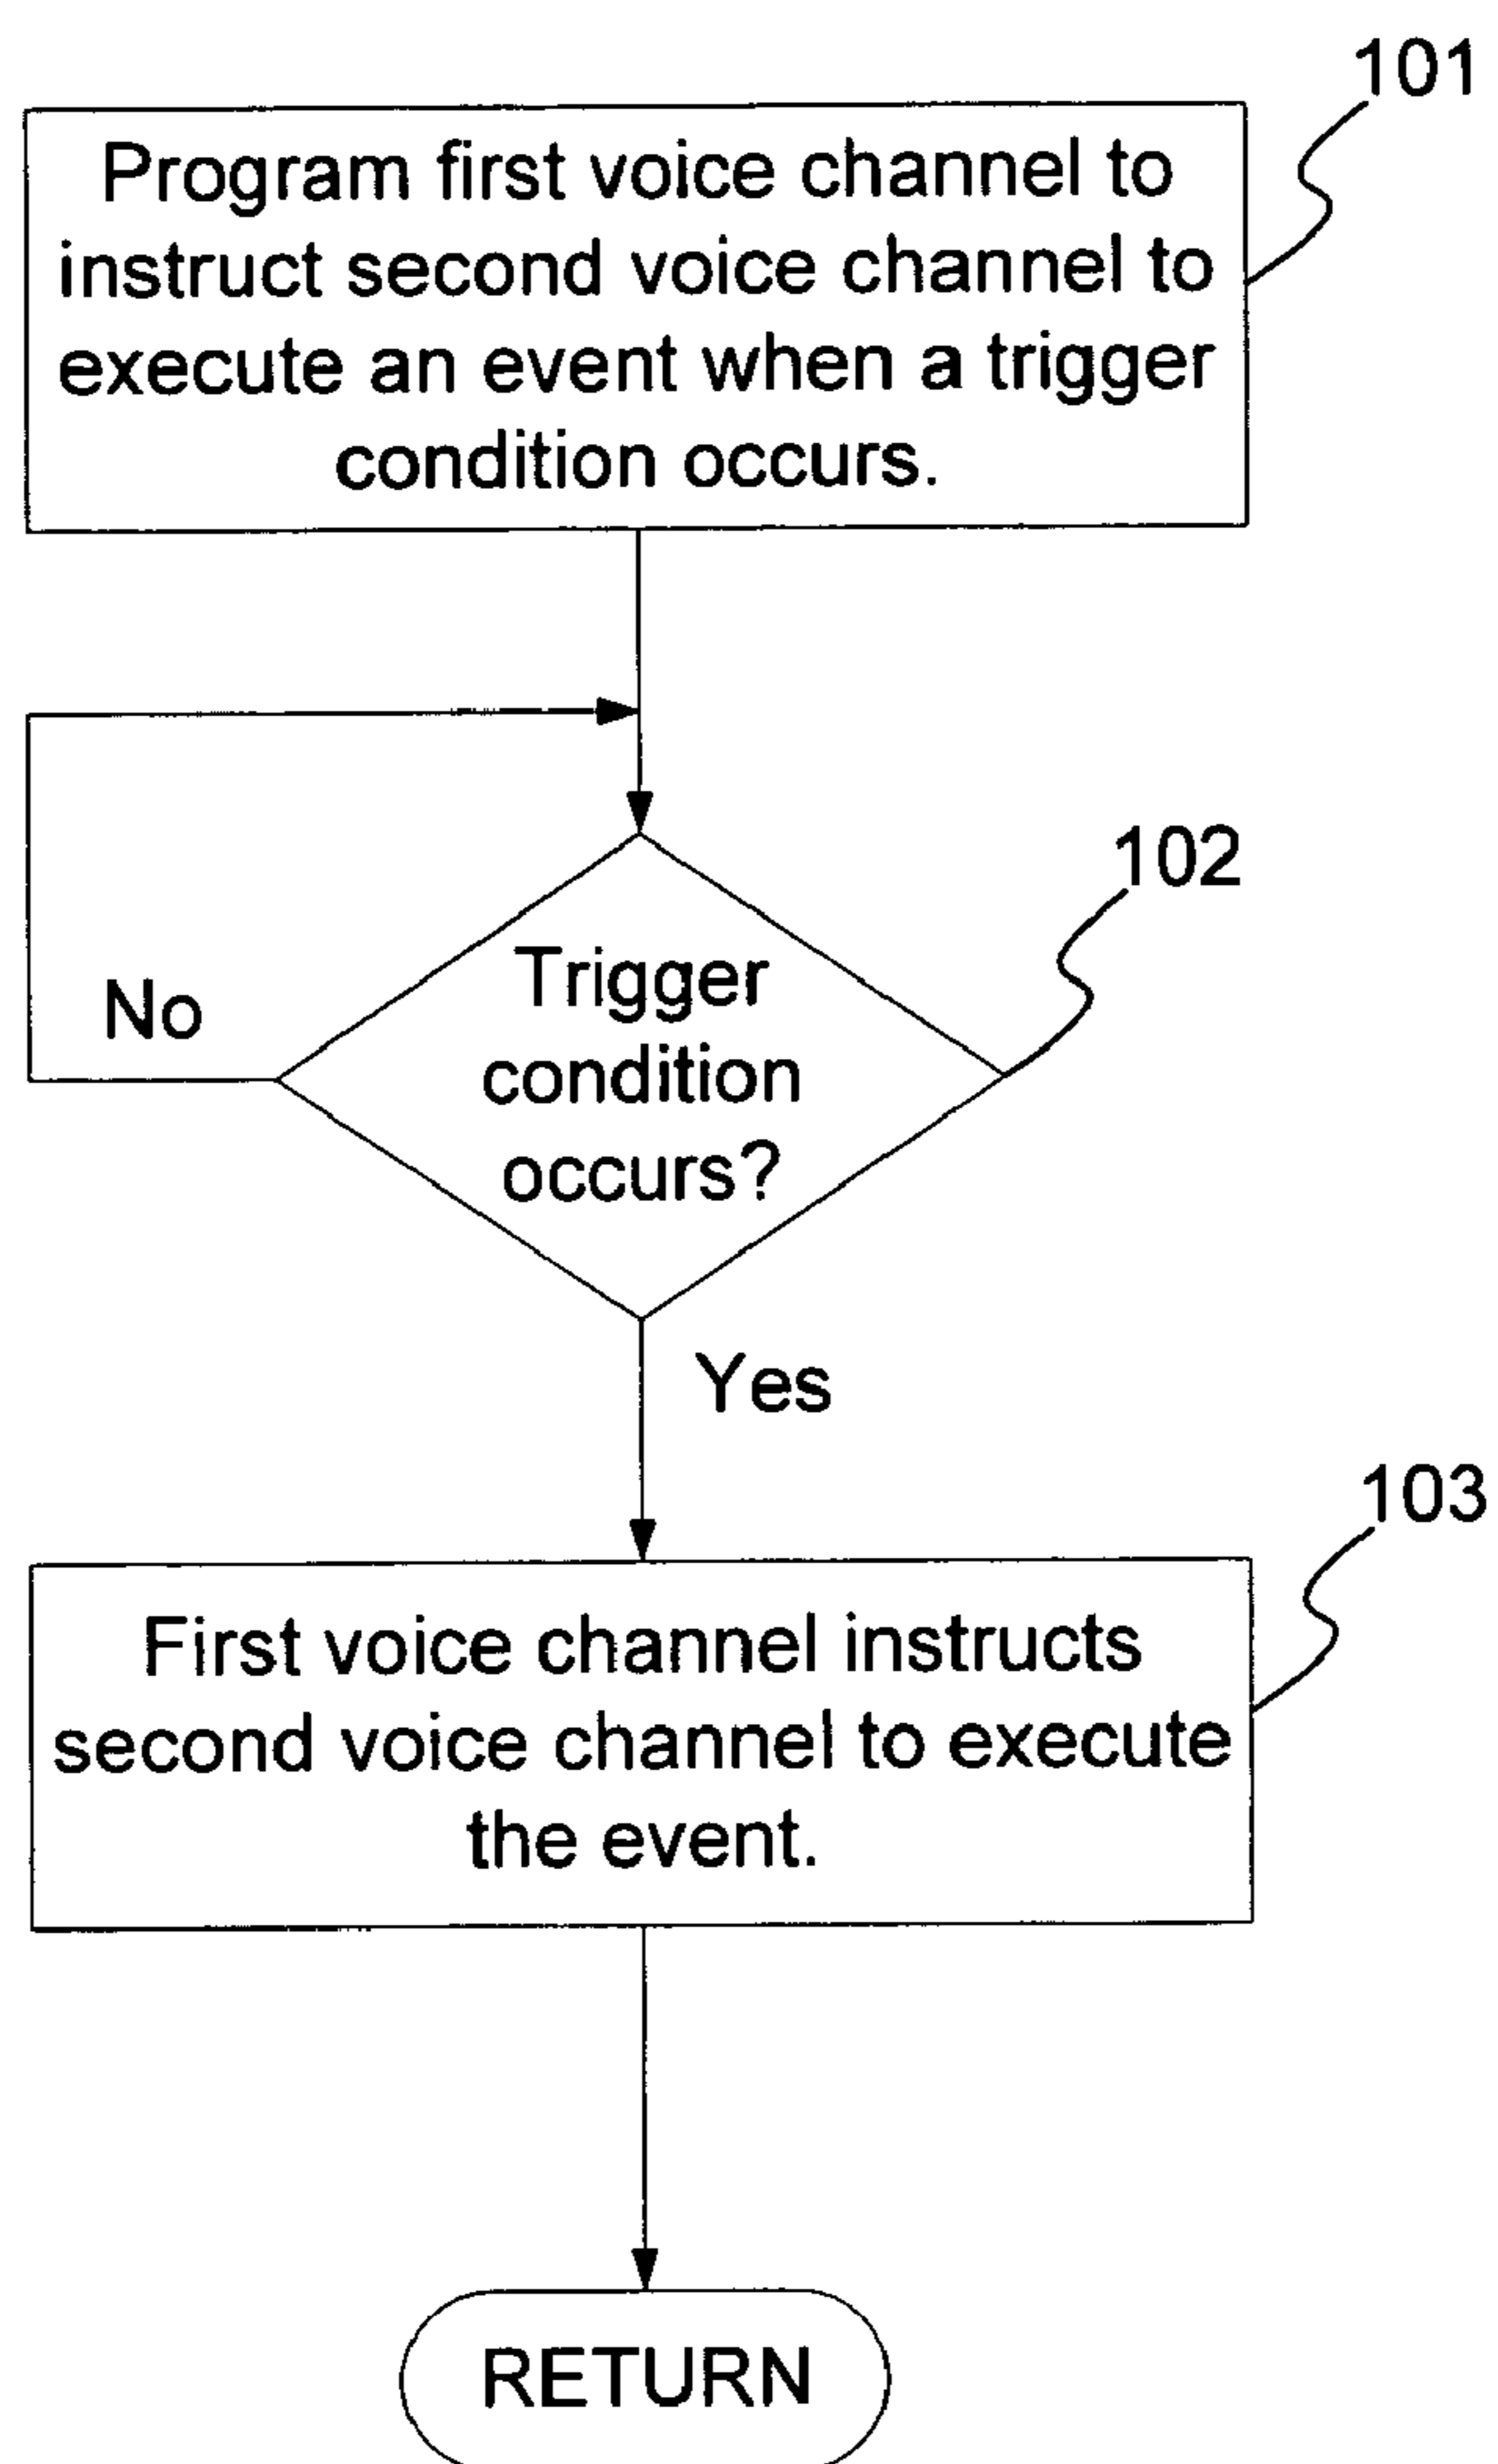 101
Program first voice channel to
instruct second voice channel to
execute an event when a trigger
condition occurs.
102
Trigger
condition
occurs?
No
Yes
103
First voice channel instructs
second voice channel to execute
the event.
RETURN